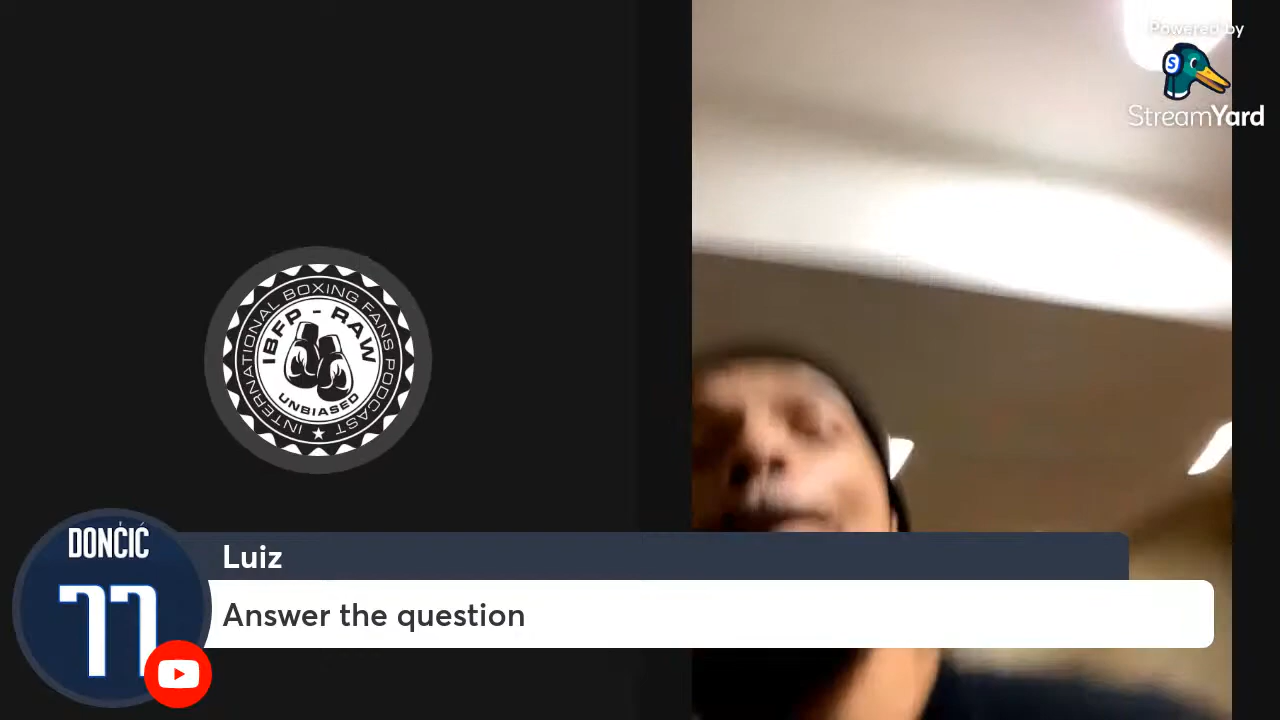 Powered by
StreamYard
S
INTERNATIONAL BOXING FANS PODCAST
IBFP - RAW
UNBIASED
DONČIĆ
77
Luiz
Answer the question